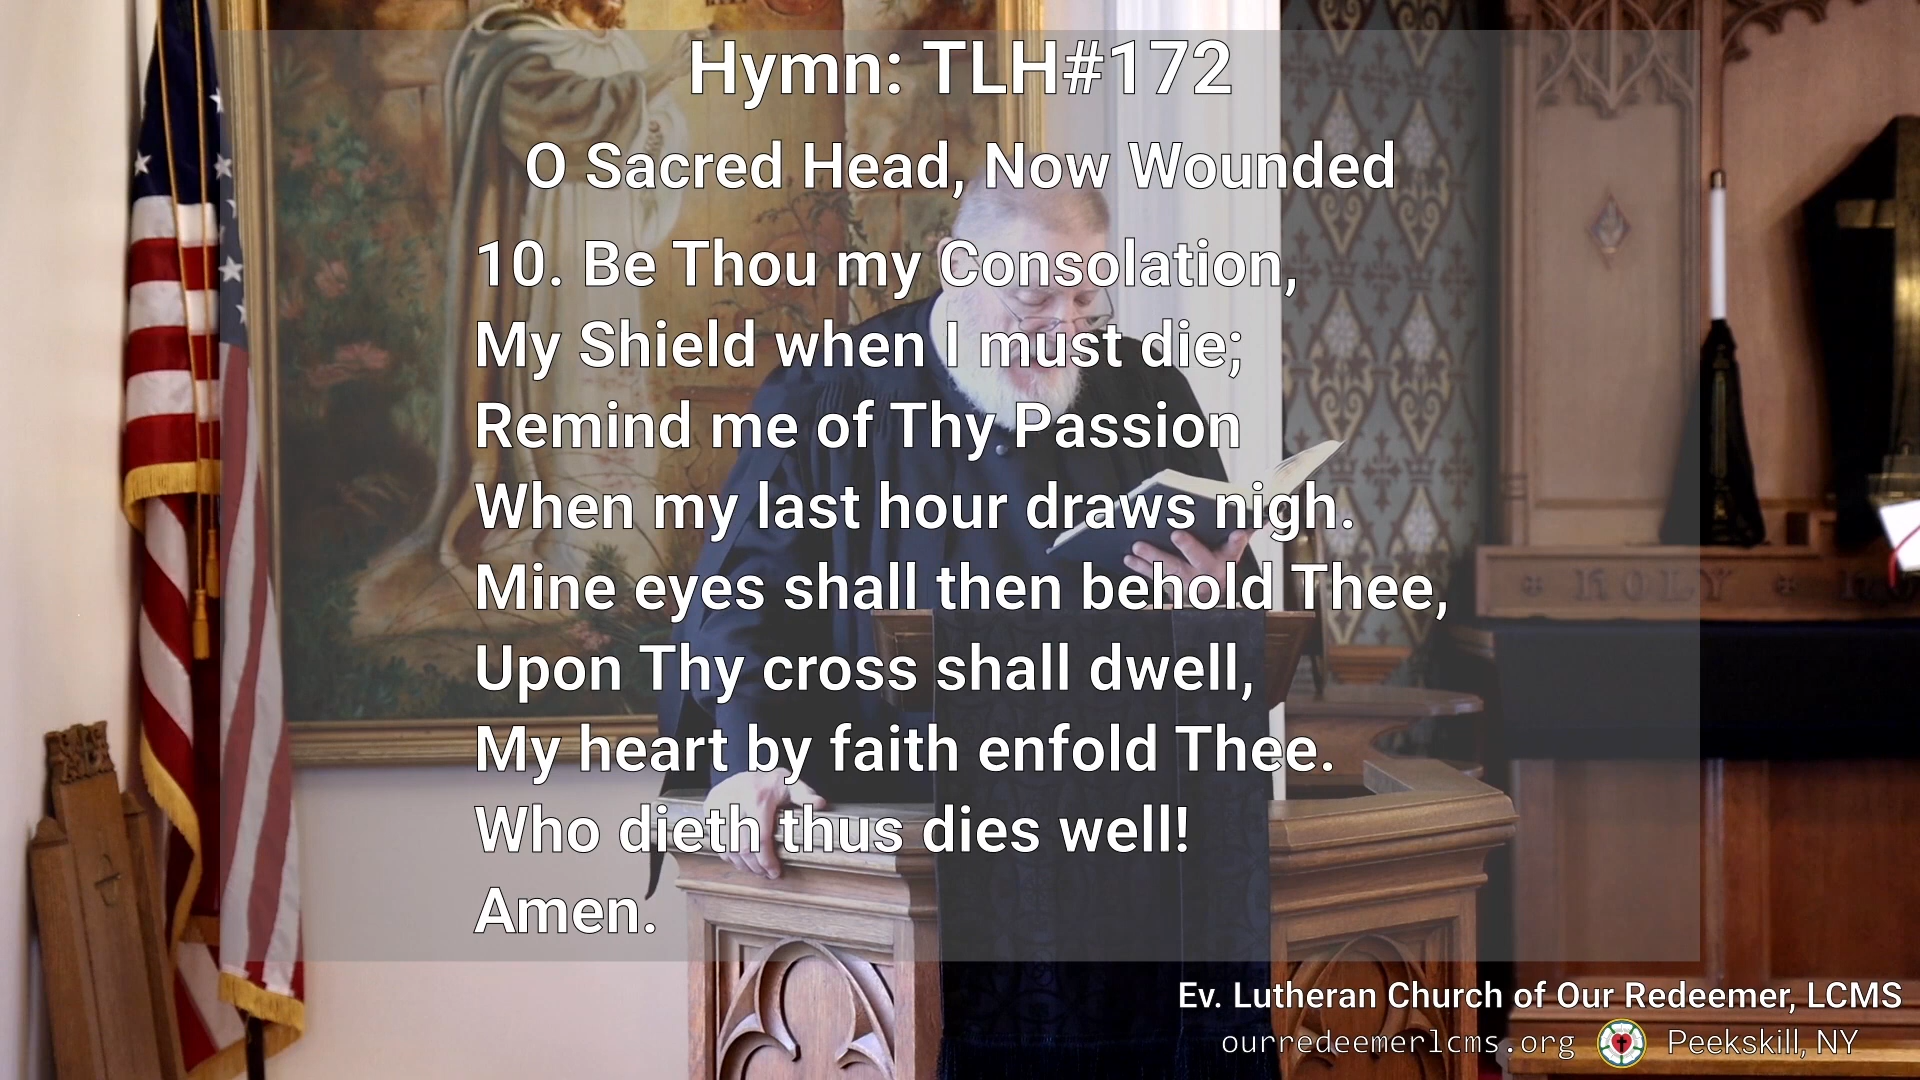 Hymn: TLH#172
O Sacred Head, Now Wounded
10. Be Thou my Consolation,
My Shield when I must die;
Remind me of Thy Passion
When my last hour draws nigh.
Mine eyes shall then behold Thee,
Upon Thy cross shall dwell,
My heart by faith enfold Thee.
Who dieth thus dies well!
Amen.
HOLY
Ev. Lutheran Church of Our Redeemer, LCMS
ourredeemerlcms.org Peekskill, NY